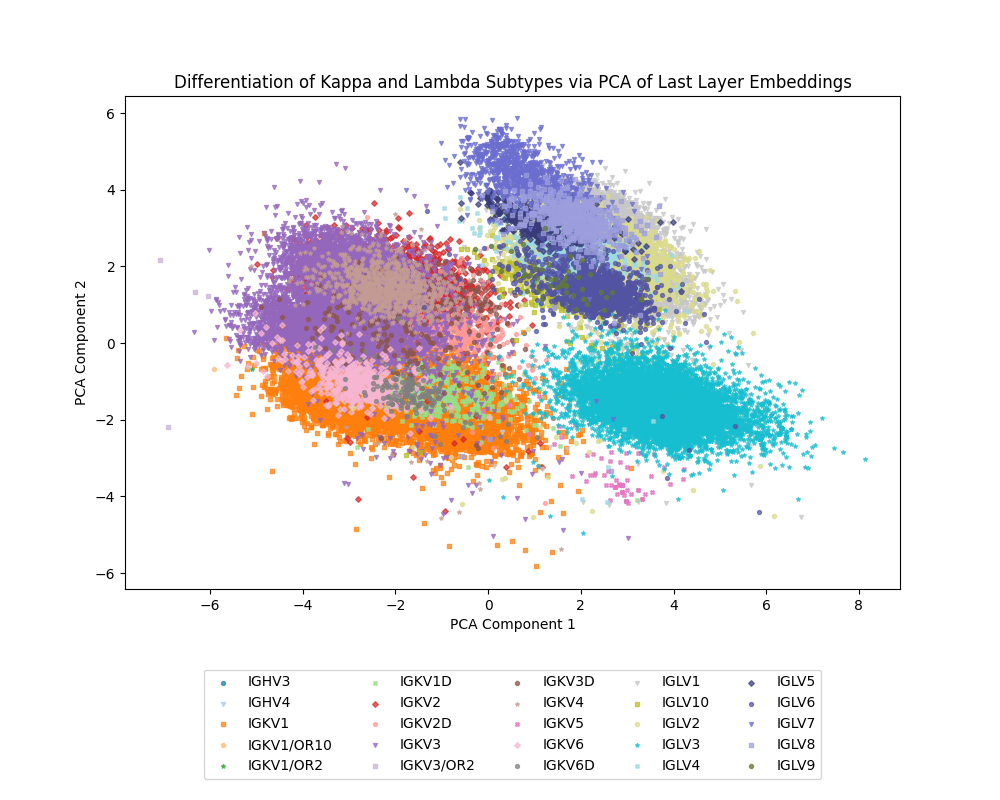 Differentiation of Kappa and Lambda Subtypes via PCA of Last Layer Embeddings
PCA Component 2
6
4
2
0
−2
−4
−6
−6 −4 −2 0 2 4 6 8
PCA Component 1
IGHV3 IGKV1D IGKV3D IGLV1 IGLV5
IGHV4 IGKV2 IGKV4 IGLV10 IGLV6
IGKV1 IGKV2D IGKV5 IGLV2 IGLV7
IGKV1/OR10 IGKV3 IGKV6 IGLV3 IGLV8
IGKV1/OR2 IGKV3/OR2 IGKV6D IGLV4 IGLV9